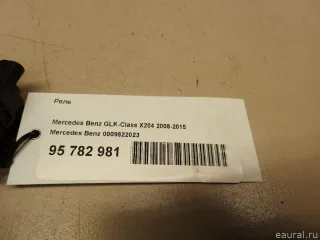 Реле
Mercedes Benz GLK-Class X204 2008-2015
Mercedes Benz 0009822023
95 782 981
eaural.ru